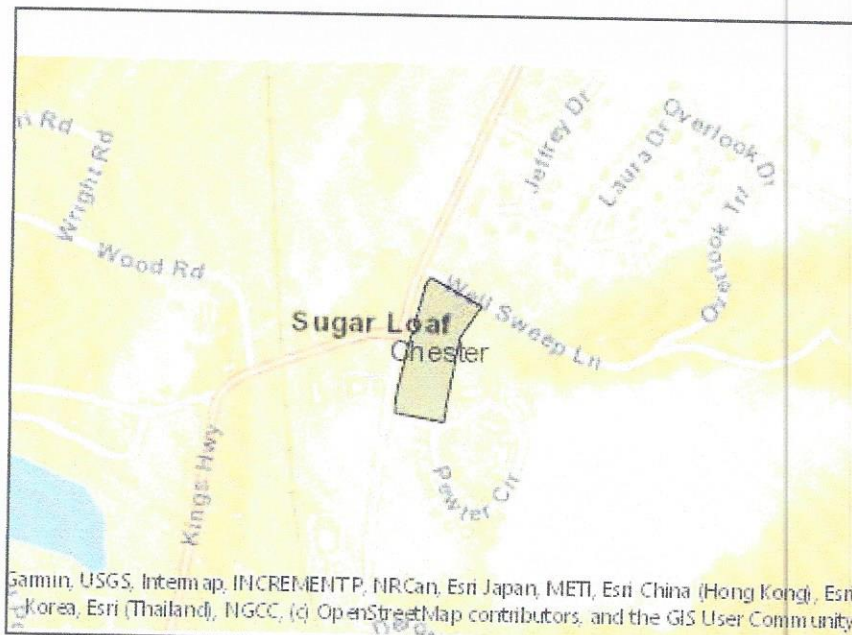 ri Rd
Wright Rd
Wood Rd
Jeffrey Dr
Laura Dr
Overlook Dr
Overlook Trl
Well Sweep Ln
Sugar Loaf
Chester
Kings Hwy
Pewter Cir
Garmin, USGS, Intermap, INCREMENT P, NRCan, Esri Japan, METI, Esri China (Hong Kong), Esri
Korea, Esri (Thailand), NGCC, (c) OpenStreetMap contributors, and the GIS User Community